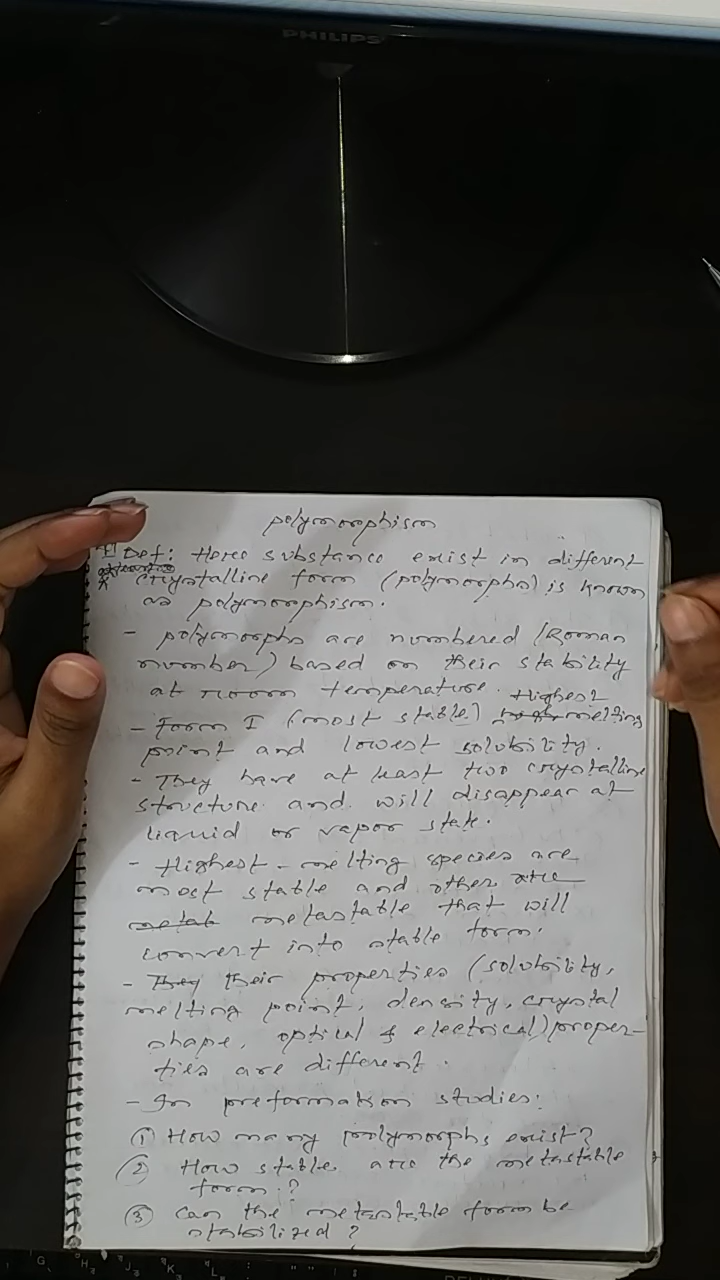 PHILIPS
polymorphism
Def: Here substance exist in different
crystalline form (polymorphs) is known
as polymorphism.
- polymorphs are numbered (Roman
number) based on their stability
at room temperature.
- Form I (most stable) Highest melting
point and lowest solubility.
- They have at least two crystalline
structure and will disappear at
liquid or vapor state.
- Highest-melting species are
most stable and other are
metastable that will
convert into stable form.
- They their properties (solubility,
melting point, density, crystal
shape, optical & electrical) proper-
ties are different.
- In preformation studies:
① How many polymorphs exist?
② How stable are the metastable
form?
③ Can the metastable form be
stabilized?
G H J K L